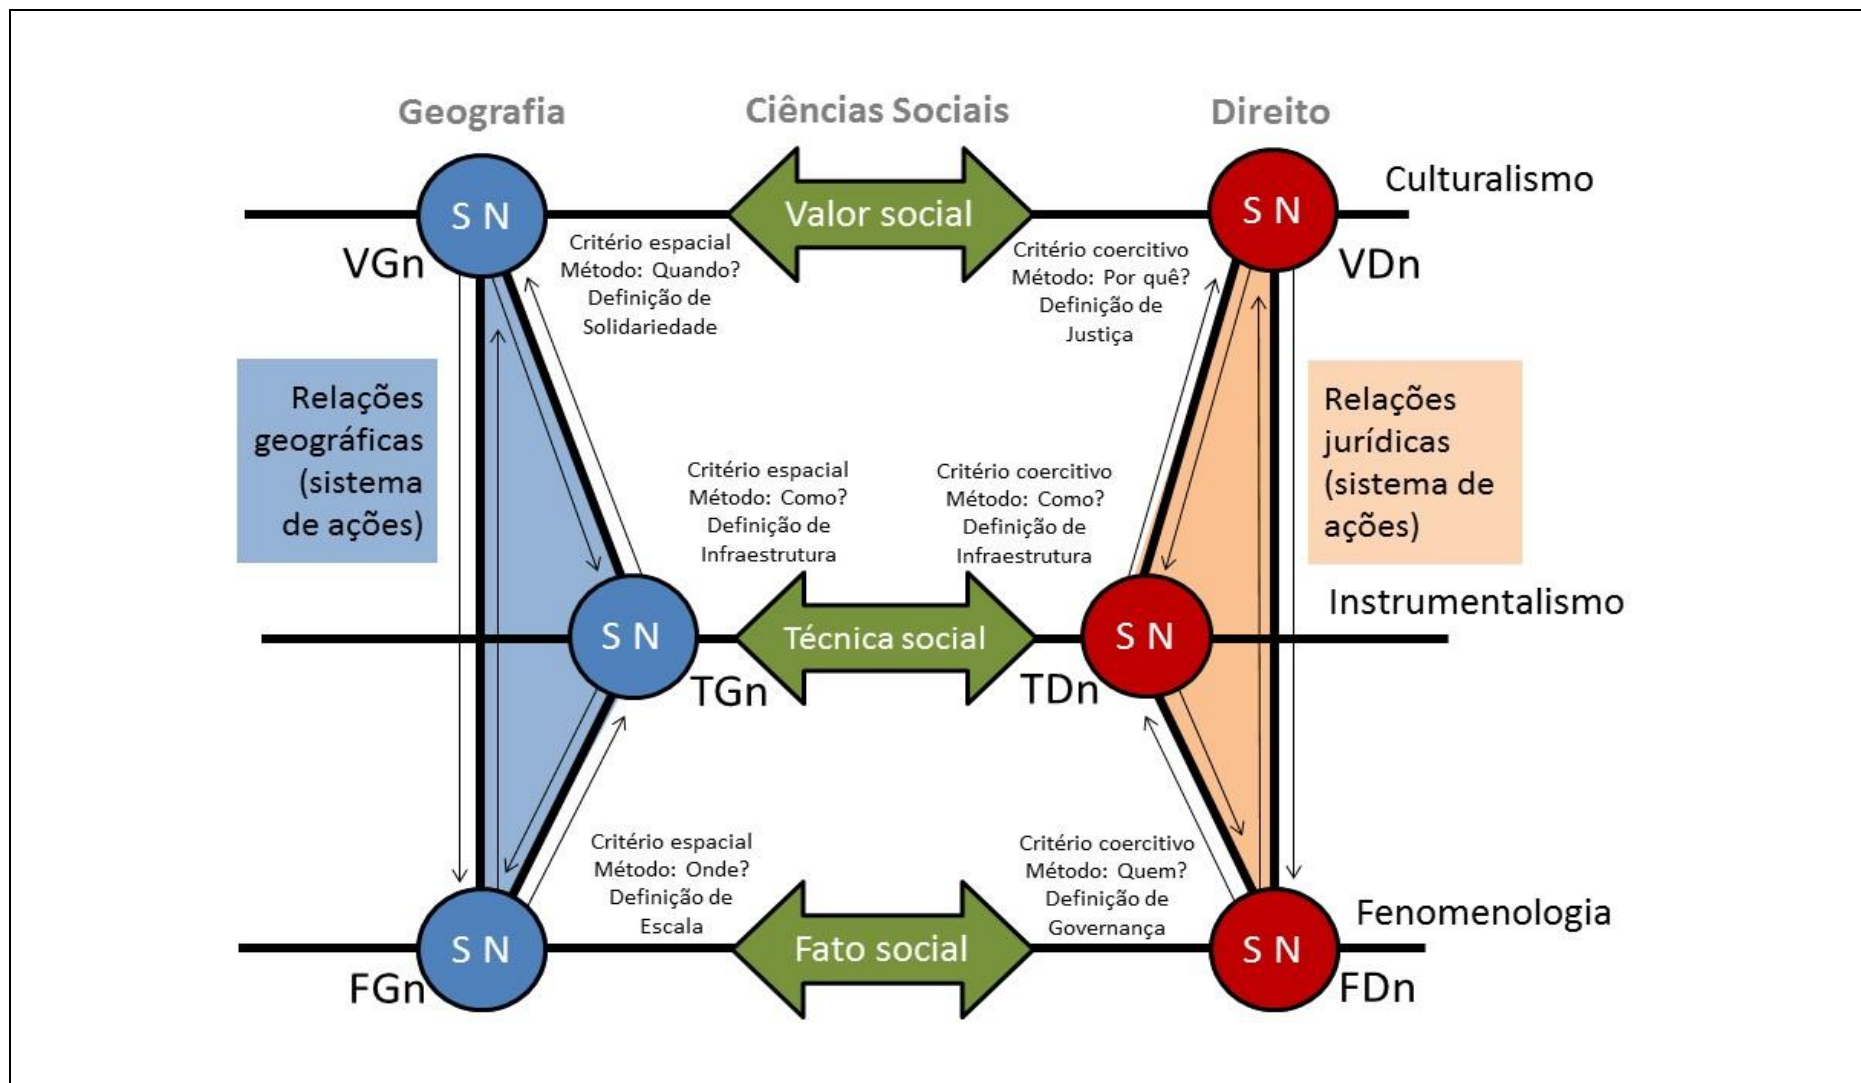 Geografia
Ciências Sociais
Direito
Culturalismo
S N
Valor social
S N
VGn
VDn
Critério espacial
Método: Quando?
Definição de
Solidariedade
Critério coercitivo
Método: Por quê?
Definição de
Justiça
Relações
geográficas
(sistema
de ações)
Relações
jurídicas
(sistema de
ações)
Critério espacial
Método: Como?
Definição de
Infraestrutura
Critério coercitivo
Método: Como?
Definição de
Infraestrutura
Instrumentalismo
S N
Técnica social
S N
TGn
TDn
Critério espacial
Método: Onde?
Definição de
Escala
Critério coercitivo
Método: Quem?
Definição de
Governança
Fenomenologia
S N
Fato social
S N
FGn
FDn